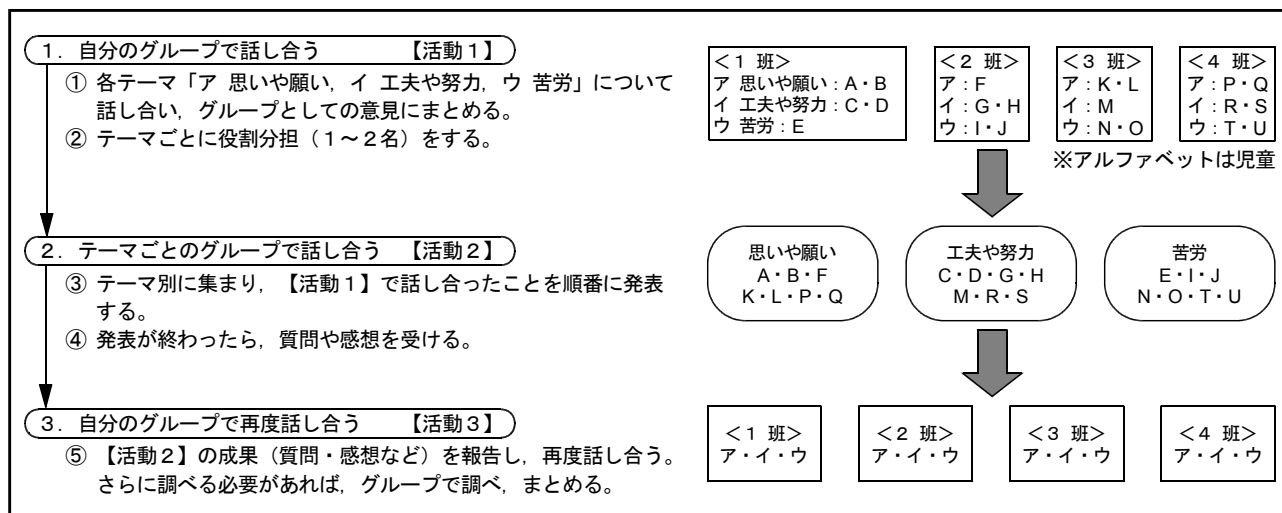 1．自分のグループで話し合う　　【活動1】
① 各テーマ「ア 思いや願い，イ 工夫や努力，ウ 苦労」について
話し合い，グループとしての意見にまとめる。
② テーマごとに役割分担（1～2名）をする。
＜1 班＞
ア 思いや願い：A・B
イ 工夫や努力：C・D
ウ 苦労：E
＜2 班＞
ア：F
イ：G・H
ウ：I・J
＜3 班＞
ア：K・L
イ：M
ウ：N・O
＜4 班＞
ア：P・Q
イ：R・S
ウ：T・U
※アルファベットは児童
2．テーマごとのグループで話し合う　【活動2】
③ テーマ別に集まり，【活動1】で話し合ったことを順番に発表
する。
④ 発表が終わったら，質問や感想を受ける。
思いや願い
A・B・F
K・L・P・Q
工夫や努力
C・D・G・H
M・R・S
苦労
E・I・J
N・O・T・U
3．自分のグループで再度話し合う　　【活動3】
⑤ 【活動2】の成果（質問・感想など）を報告し，再度話し合う。
さらに調べる必要があれば，グループで調べ，まとめる。
＜1 班＞
ア・イ・ウ
＜2 班＞
ア・イ・ウ
＜3 班＞
ア・イ・ウ
＜4 班＞
ア・イ・ウ